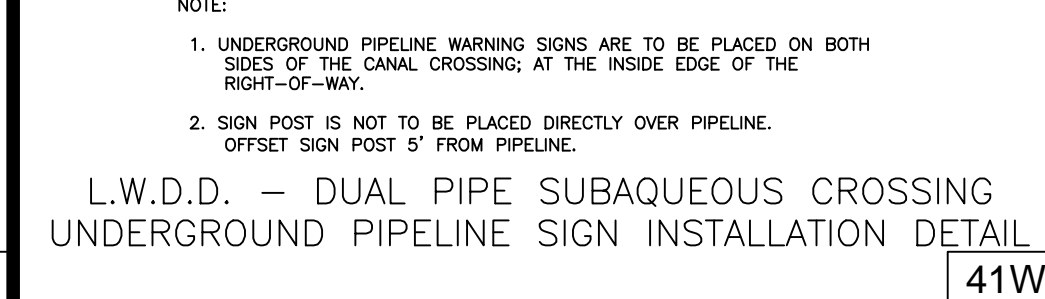 NOTE:
1. UNDERGROUND PIPELINE WARNING SIGNS ARE TO BE PLACED ON BOTH
SIDES OF THE CANAL CROSSING; AT THE INSIDE EDGE OF THE
RIGHT-OF-WAY.
2. SIGN POST IS NOT TO BE PLACED DIRECTLY OVER PIPELINE.
OFFSET SIGN POST 5' FROM PIPELINE.
L.W.D.D. - DUAL PIPE SUBAQUEOUS CROSSING
UNDERGROUND PIPELINE SIGN INSTALLATION DETAIL
41W